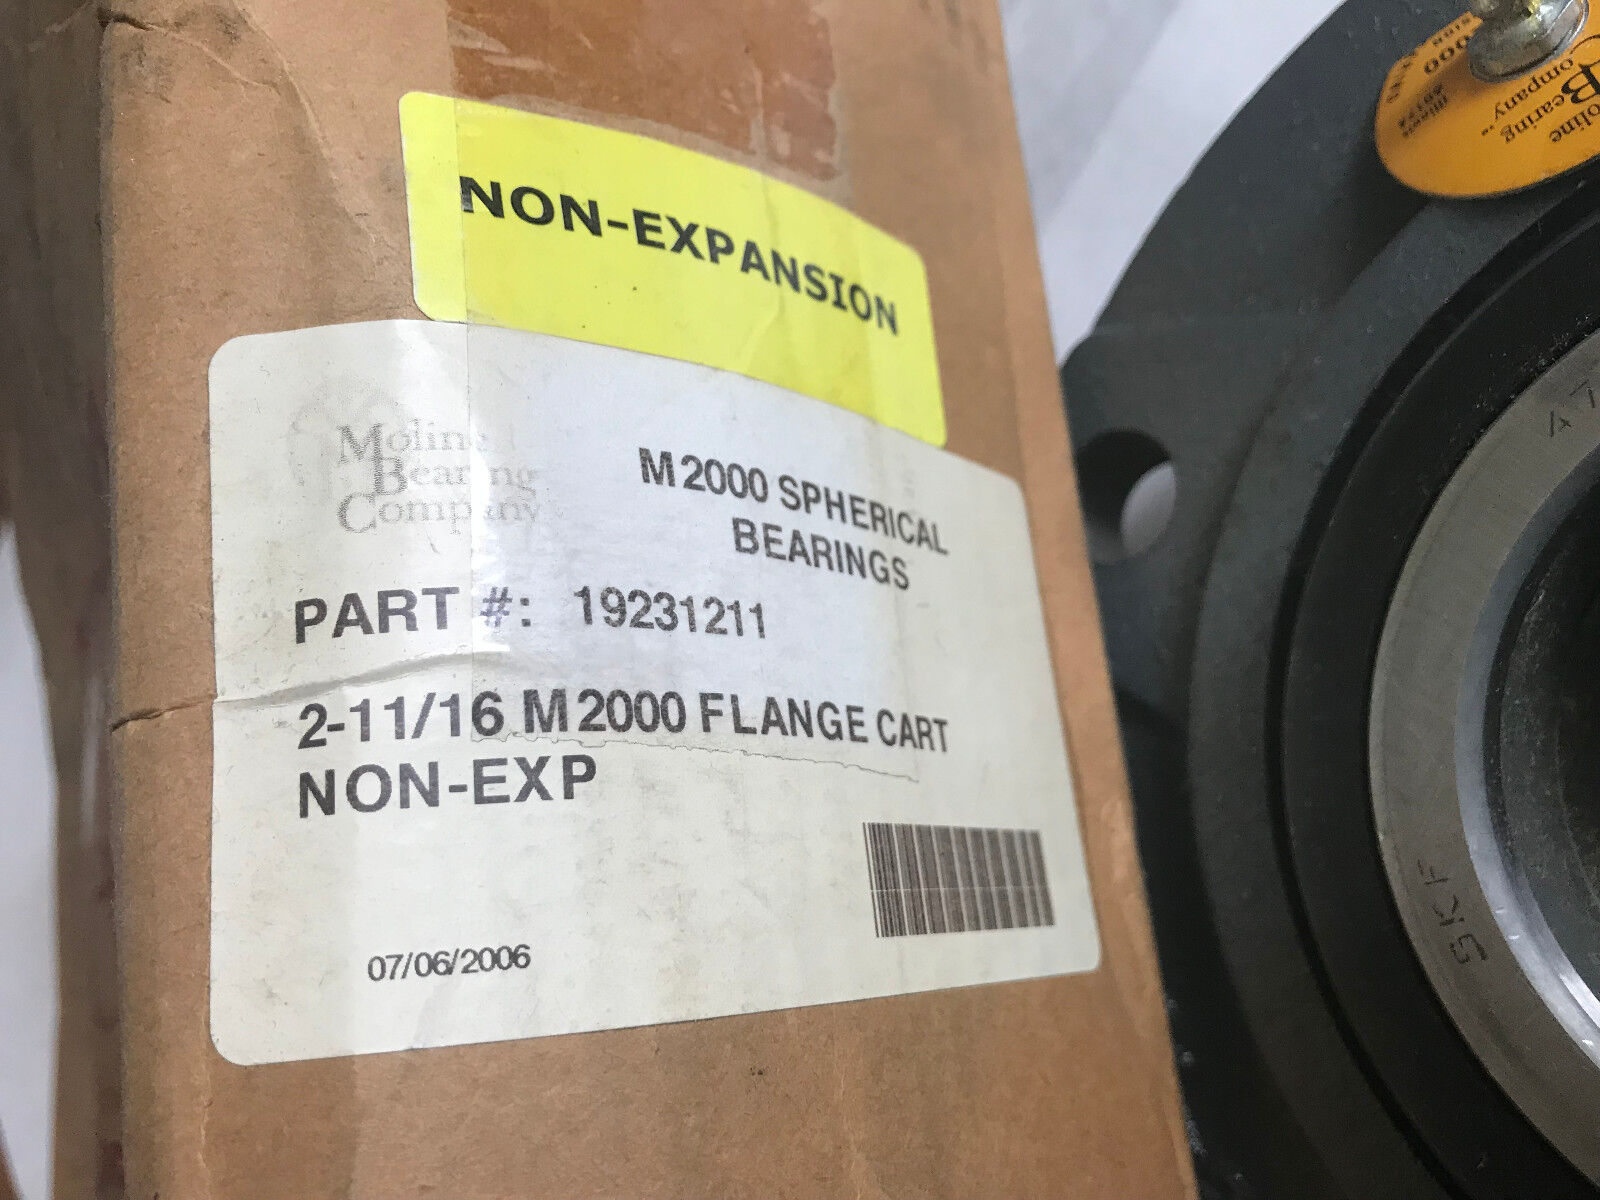 NON-EXPANSION
Moline
Bearing
Company
M2000 SPHERICAL
BEARINGS
PART #: 19231211
2-11/16 M2000 FLANGE CART
NON-EXP
07/06/2006
Bearing
Company
SKF
47